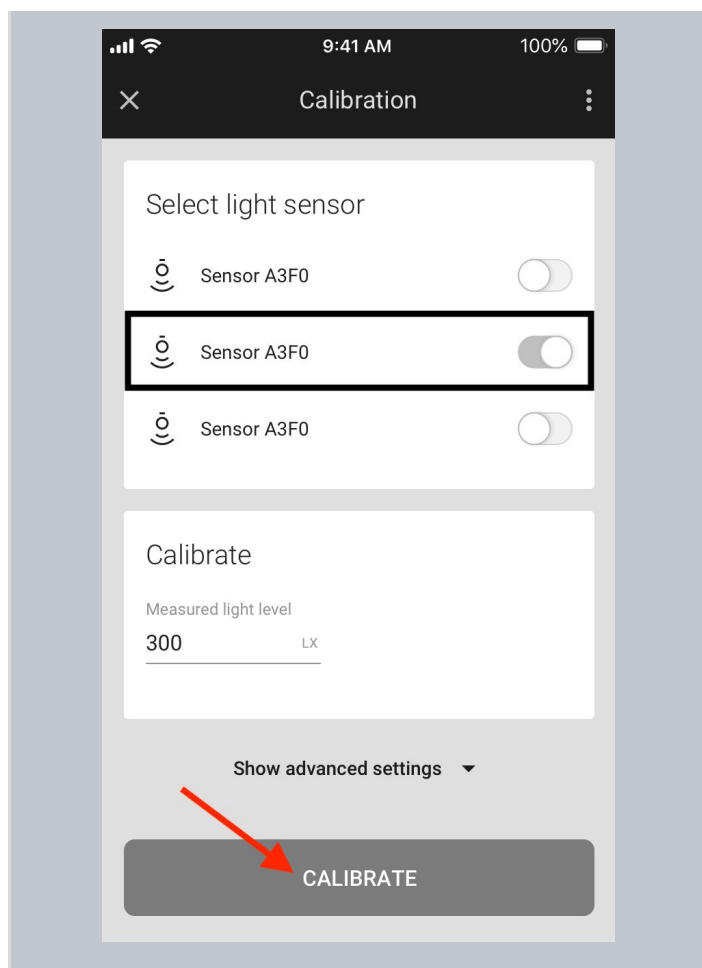 9:41 AM 100%
Calibration
Select light sensor
Sensor A3F0
Sensor A3F0
Sensor A3F0
Calibrate
Measured light level
300 LX
Show advanced settings
CALIBRATE